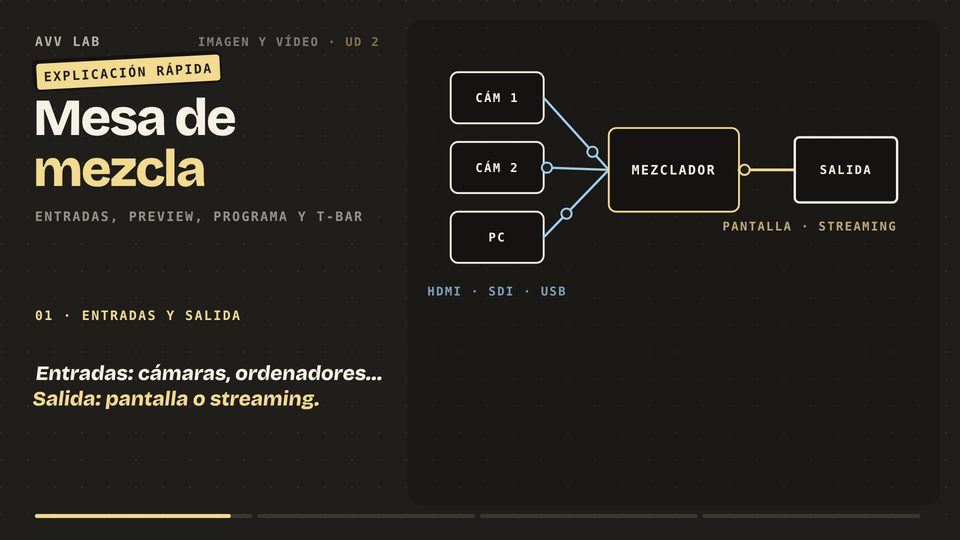 AVV LAB
IMAGEN Y VÍDEO · UD 2
EXPLICACIÓN RÁPIDA
Mesa de
mezcla
ENTRADAS, PREVIEW, PROGRAMA Y T-BAR
01 · ENTRADAS Y SALIDA
Entradas: cámaras, ordenadores…
Salida: pantalla o streaming.
CÁM 1
CÁM 2
PC
MEZCLADOR
SALIDA
PANTALLA · STREAMING
HDMI · SDI · USB